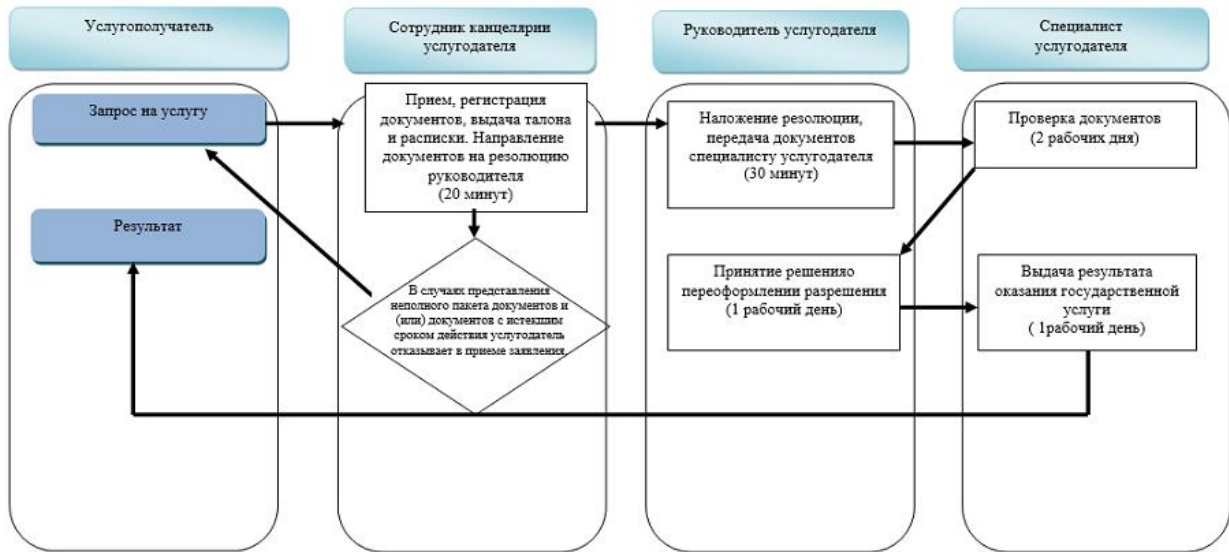 Услугополучатель
Сотрудник канцелярии
услугодателя
Руководитель услугодателя
Специалист
услугодателя
Запрос на услугу
Прием, регистрация
документов, выдача талона
и расписки. Направление
документов на резолюцию
руководителя
(20 минут)
Наложение резолюции,
передача документов
специалисту услугодателя
(30 минут)
Проверка документов
(2 рабочих дня)
Результат
В случаях представления
неполного пакета документов и
(или) документов с истекшим
сроком действия услугодатель
отказывает в приеме заявления.
Принятие решенияо
переоформлении разрешения
(1 рабочий день)
Выдача результата
оказания государственной
услуги
( 1рабочий день)